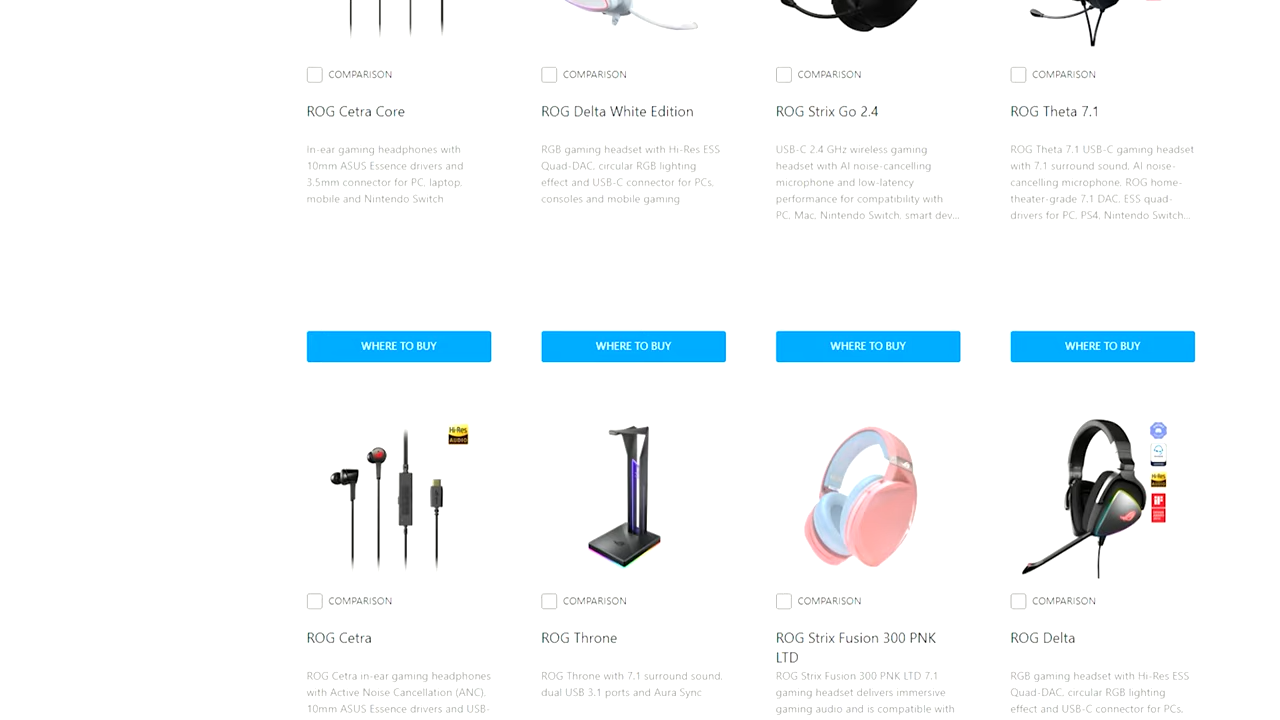 COMPARISON
COMPARISON
COMPARISON
COMPARISON
ROG Cetra Core
ROG Delta White Edition
ROG Strix Go 2.4
ROG Theta 7.1
In-ear gaming headphones with
10mm ASUS Essence drivers and
3.5mm connector for PC, laptop,
mobile and Nintendo Switch
RGB gaming headset with Hi-Res ESS
Quad-DAC, circular RGB lighting
effect and USB-C connector for PCs,
consoles and mobile gaming
USB-C 2.4 GHz wireless gaming
headset with AI noise-cancelling
microphone and low-latency
performance for compatibility with
PC, Mac, Nintendo Switch, smart dev...
ROG Theta 7.1 USB-C gaming headset
with 7.1 surround sound, AI noise-
cancelling microphone, ROG home-
theater-grade 7.1 DAC, ESS quad-
drivers for PC, PS4, Nintendo Switch...
WHERE TO BUY
WHERE TO BUY
WHERE TO BUY
WHERE TO BUY
Hi-Res
AUDIO
Hi-Res
AUDIO
COMPARISON
COMPARISON
COMPARISON
COMPARISON
ROG Cetra
ROG Throne
ROG Strix Fusion 300 PNK
LTD
ROG Delta
ROG Cetra in-ear gaming headphones
with Active Noise Cancellation (ANC),
10mm ASUS Essence drivers and USB-
ROG Throne with 7.1 surround sound,
dual USB 3.1 ports and Aura Sync
ROG Strix Fusion 300 PNK LTD 7.1
gaming headset delivers immersive
gaming audio and is compatible with
RGB gaming headset with Hi-Res ESS
Quad-DAC, circular RGB lighting
effect and USB-C connector for PCs,